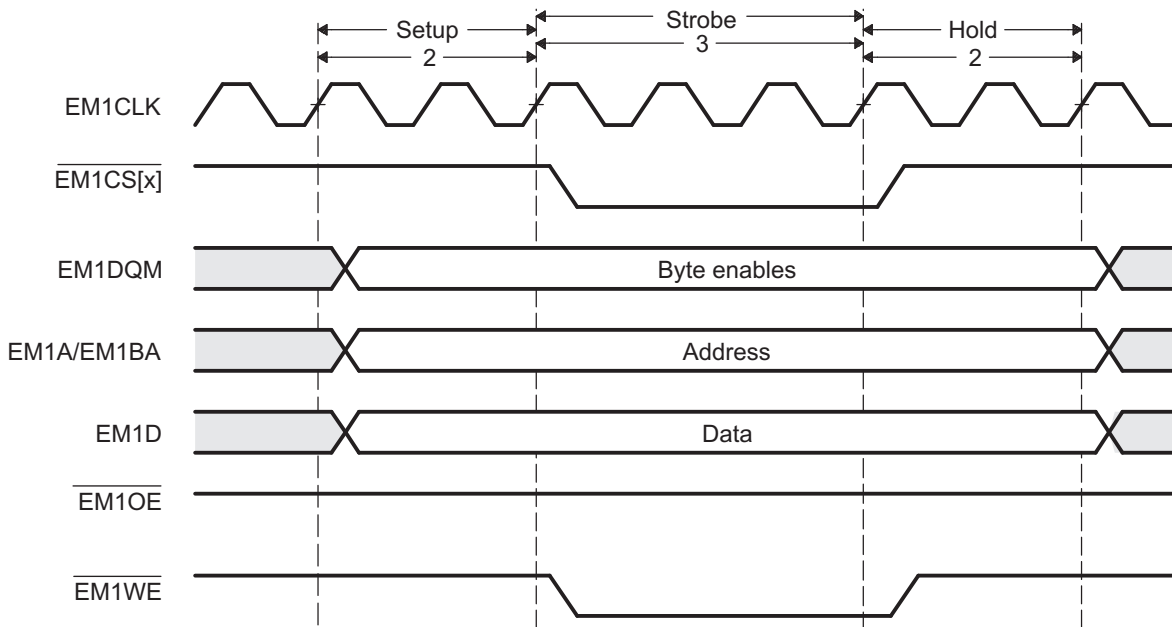 Setup
Strobe
Hold
2
3
2
EM1CLK
EM1CS[x]
EM1DQM
Byte enables
EM1A/EM1BA
Address
EM1D
Data
EM1OE
EM1WE